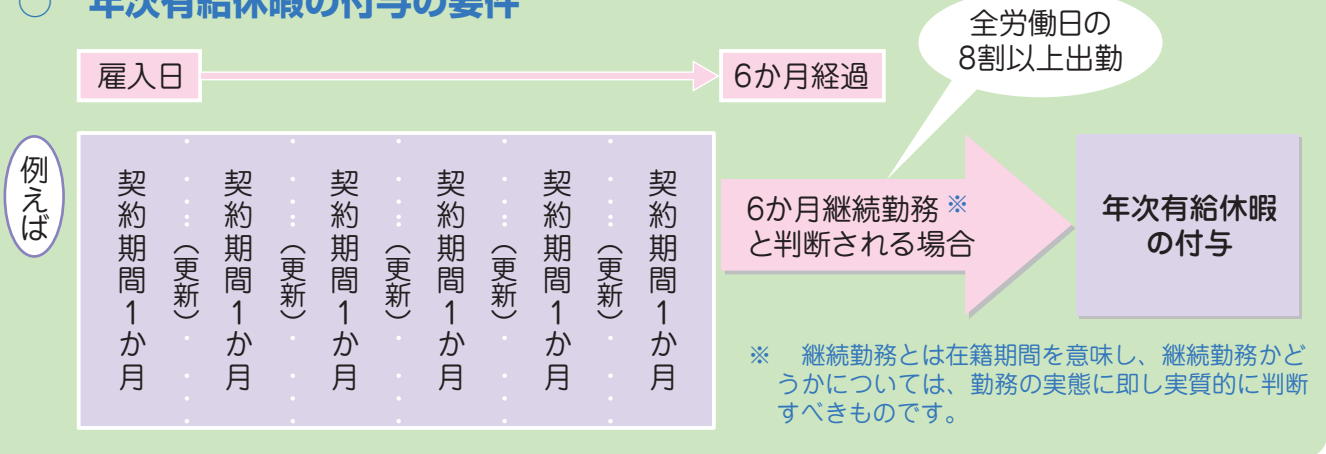 ○ 年次有給休暇の付与の要件
全労働日の
8割以上出勤
雇入日
6か月経過
例えば
契約期間1か月
（更新）
契約期間1か月
（更新）
契約期間1か月
（更新）
契約期間1か月
（更新）
契約期間1か月
（更新）
契約期間1か月
6か月継続勤務※
と判断される場合
年次有給休暇
の付与
※ 継続勤務とは在籍期間を意味し、継続勤務かど
うかについては、勤務の実態に即し実質的に判断
すべきものです。